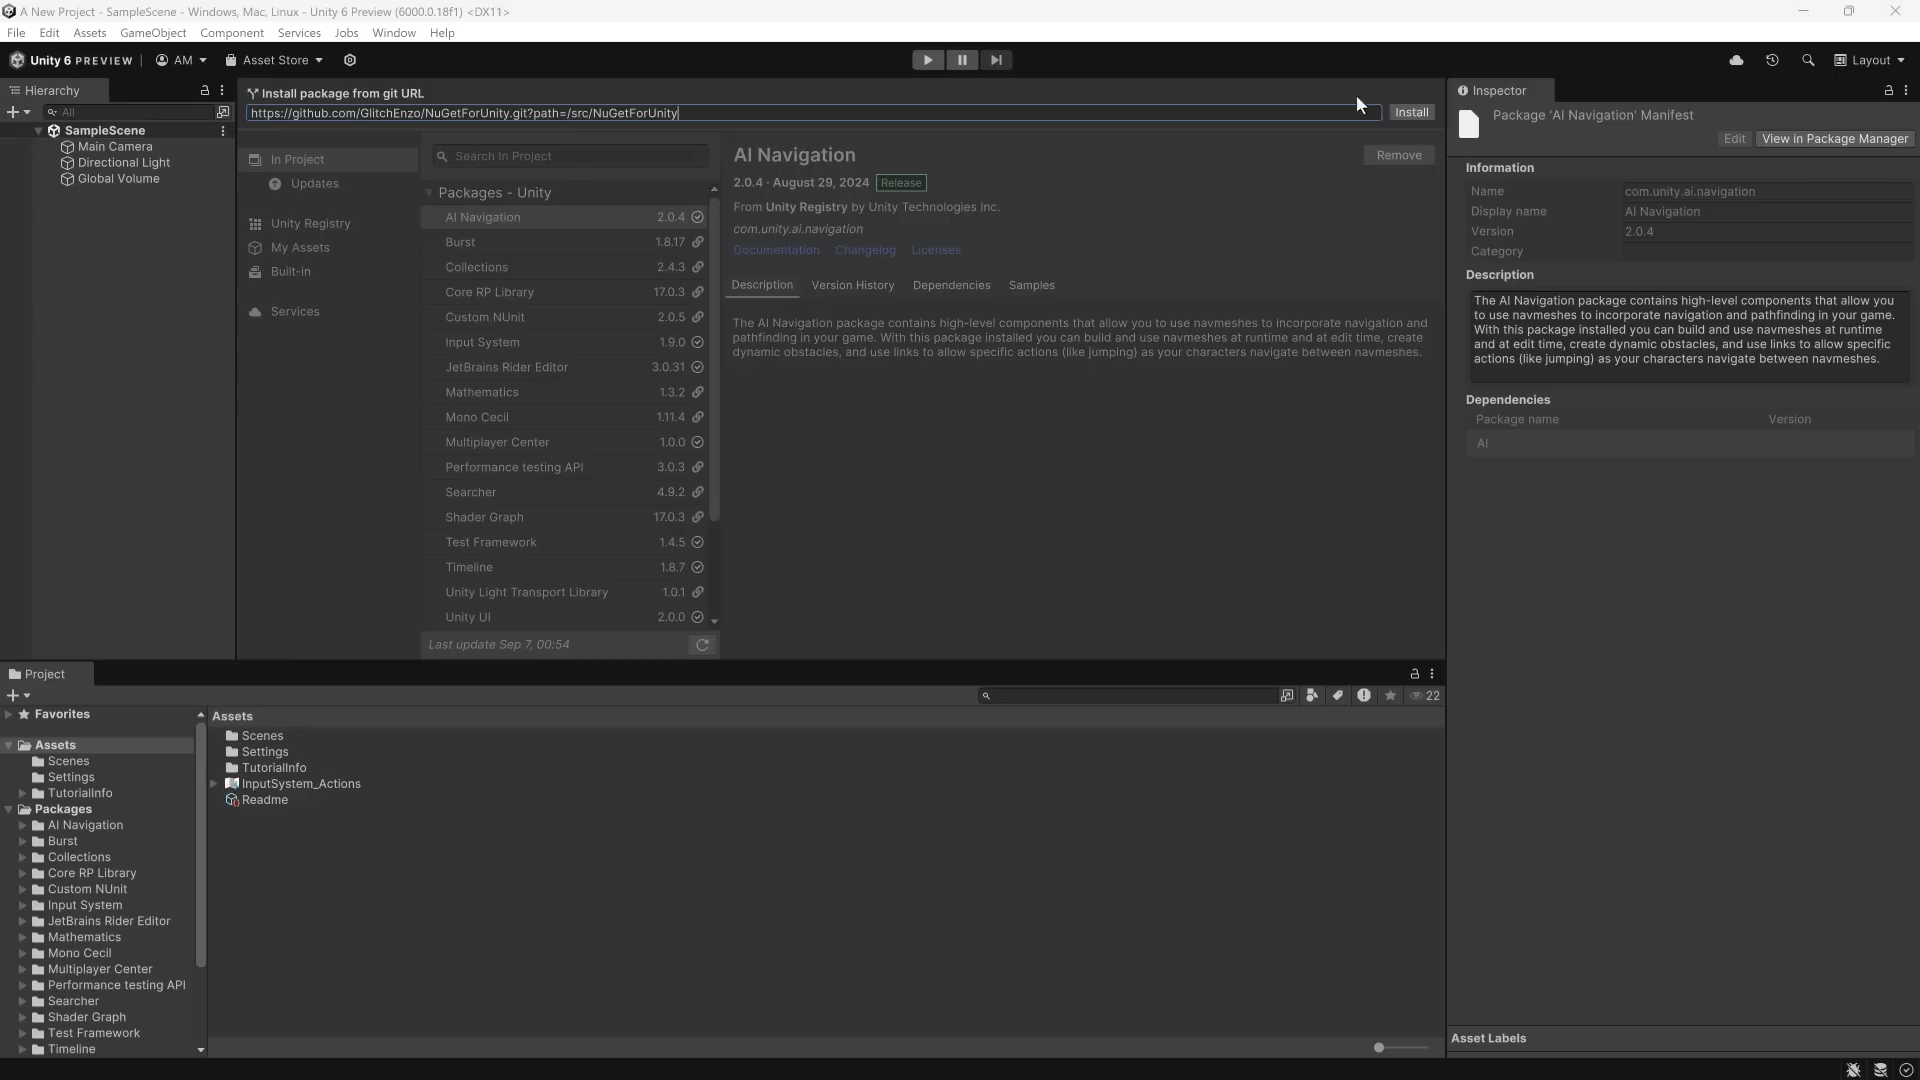 A New Project - SampleScene - Windows, Mac, Linux - Unity 6 Preview (6000.0.18f1) <DX11>
File Edit Assets GameObject Component Services Jobs Window Help
Unity 6 PREVIEW AM Asset Store Layout
Hierarchy
All
SampleScene
Main Camera
Directional Light
Global Volume
Install package from git URL
https://github.com/GlitchEnzo/NuGetForUnity.git?path=/src/NuGetForUnity Install
In Project
Updates
Unity Registry
My Assets
Built-in
Services
Search In Project
Packages - Unity
AI Navigation 2.0.4
Burst 1.8.17
Collections 2.4.3
Core RP Library 17.0.3
Custom NUnit 2.0.5
Input System 1.9.0
JetBrains Rider Editor 3.0.31
Mathematics 1.3.2
Mono Cecil 1.11.4
Multiplayer Center 1.0.0
Performance testing API 3.0.3
Searcher 4.9.2
Shader Graph 17.0.3
Test Framework 1.4.5
Timeline 1.8.7
Unity Light Transport Library 1.0.1
Unity UI 2.0.0
Last update Sep 7, 00:54
AI Navigation Remove
2.0.4 · August 29, 2024 Release
From Unity Registry by Unity Technologies Inc.
com.unity.ai.navigation
Documentation Changelog Licenses
Description Version History Dependencies Samples
The AI Navigation package contains high-level components that allow you to use navmeshes to incorporate navigation and
pathfinding in your game. With this package installed you can build and use navmeshes at runtime and at edit time, create
dynamic obstacles, and use links to allow specific actions (like jumping) as your characters navigate between navmeshes.
Inspector
Package 'AI Navigation' Manifest
Edit View in Package Manager
Information
Name com.unity.ai.navigation
Display name AI Navigation
Version 2.0.4
Category
Description
The AI Navigation package contains high-level components that allow you
to use navmeshes to incorporate navigation and pathfinding in your game.
With this package installed you can build and use navmeshes at runtime
and at edit time, create dynamic obstacles, and use links to allow specific
actions (like jumping) as your characters navigate between navmeshes.
Dependencies
Package name Version
AI
Asset Labels
Project
22
Favorites
Assets
Scenes
Settings
TutorialInfo
Packages
AI Navigation
Burst
Collections
Core RP Library
Custom NUnit
Input System
JetBrains Rider Editor
Mathematics
Mono Cecil
Multiplayer Center
Performance testing API
Searcher
Shader Graph
Test Framework
Timeline
Assets
Scenes
Settings
TutorialInfo
InputSystem_Actions
Readme